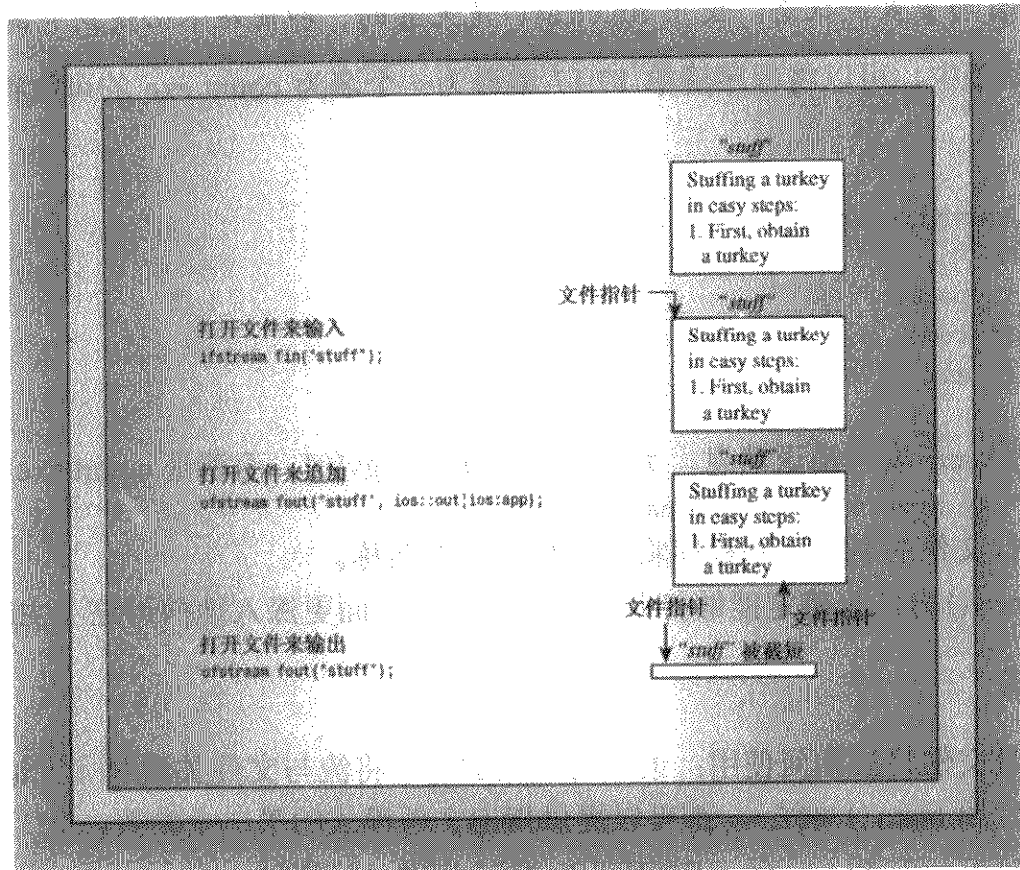 "stuff"
Stuffing a turkey
in easy steps:
1. First, obtain
a turkey
文件指针
"stuff"
打开文件来输入
ifstream fin("stuff");
Stuffing a turkey
in easy steps:
1. First, obtain
a turkey
打开文件来追加
ofstream fout("stuff", ios::out|ios:app);
"stuff"
Stuffing a turkey
in easy steps:
1. First, obtain
a turkey
文件指针
文件指针
打开文件来输出
ofstream fout("stuff");
"stuff" 被截短